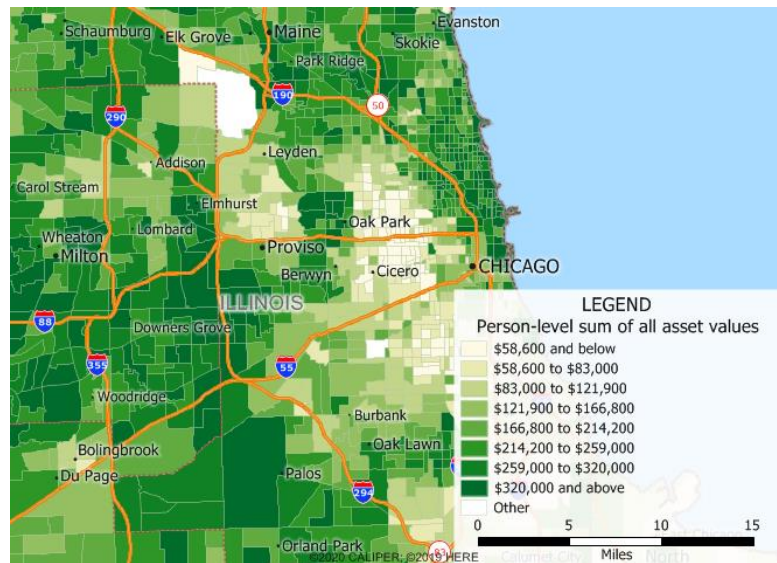 Evanston
Schaumburg
Elk Grove
Maine
Skokie
Park Ridge
190
50
290
Leyden
Addison
Carol Stream
Elmhurst
Oak Park
Wheaton
Lombard
Milton
Proviso
Berwyn
Cicero
CHICAGO
ILLINOIS
88
Downers Grove
355
55
Woodridge
Burbank
Bolingbrook
Oak Lawn
Du Page
Palos
294
Orland Park
83
©2020 CALIPER; ©2019 HERE
LEGEND
Person-level sum of all asset values
$58,600 and below
$58,600 to $83,000
$83,000 to $121,900
$121,900 to $166,800
$166,800 to $214,200
$214,200 to $259,000
$259,000 to $320,000
$320,000 and above
Other
0 5 10 15
Miles
Calumet City
North